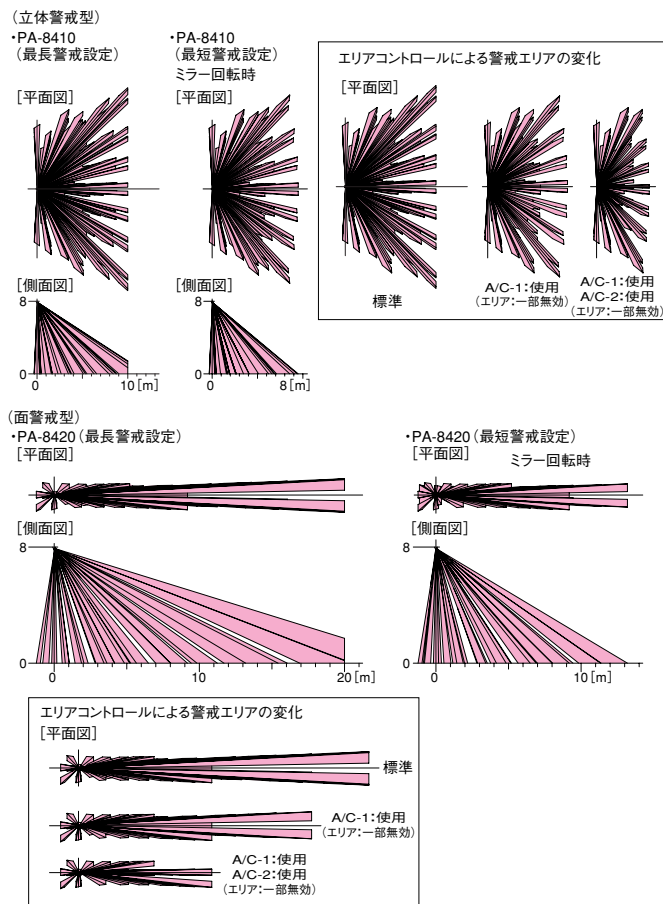 (立体警戒型)
・PA-8410
(最長警戒設定)
[平面図]
[側面図]
8
0
0
10[m]
・PA-8410
(最短警戒設定)
ミラー回転時
[平面図]
[側面図]
0
0
8[m]
エリアコントロールによる警戒エリアの変化
[平面図]
標準
A/C-1:使用
(エリア:一部無効)
A/C-1:使用
A/C-2:使用
(エリア:一部無効)
(面警戒型)
・PA-8420(最長警戒設定)
[平面図]
[側面図]
8
0
0
10
20[m]
・PA-8420(最短警戒設定)
[平面図]
ミラー回転時
[側面図]
8
0
0
10[m]
エリアコントロールによる警戒エリアの変化
[平面図]
標準
A/C-1:使用
(エリア:一部無効)
A/C-1:使用
A/C-2:使用
(エリア:一部無効)